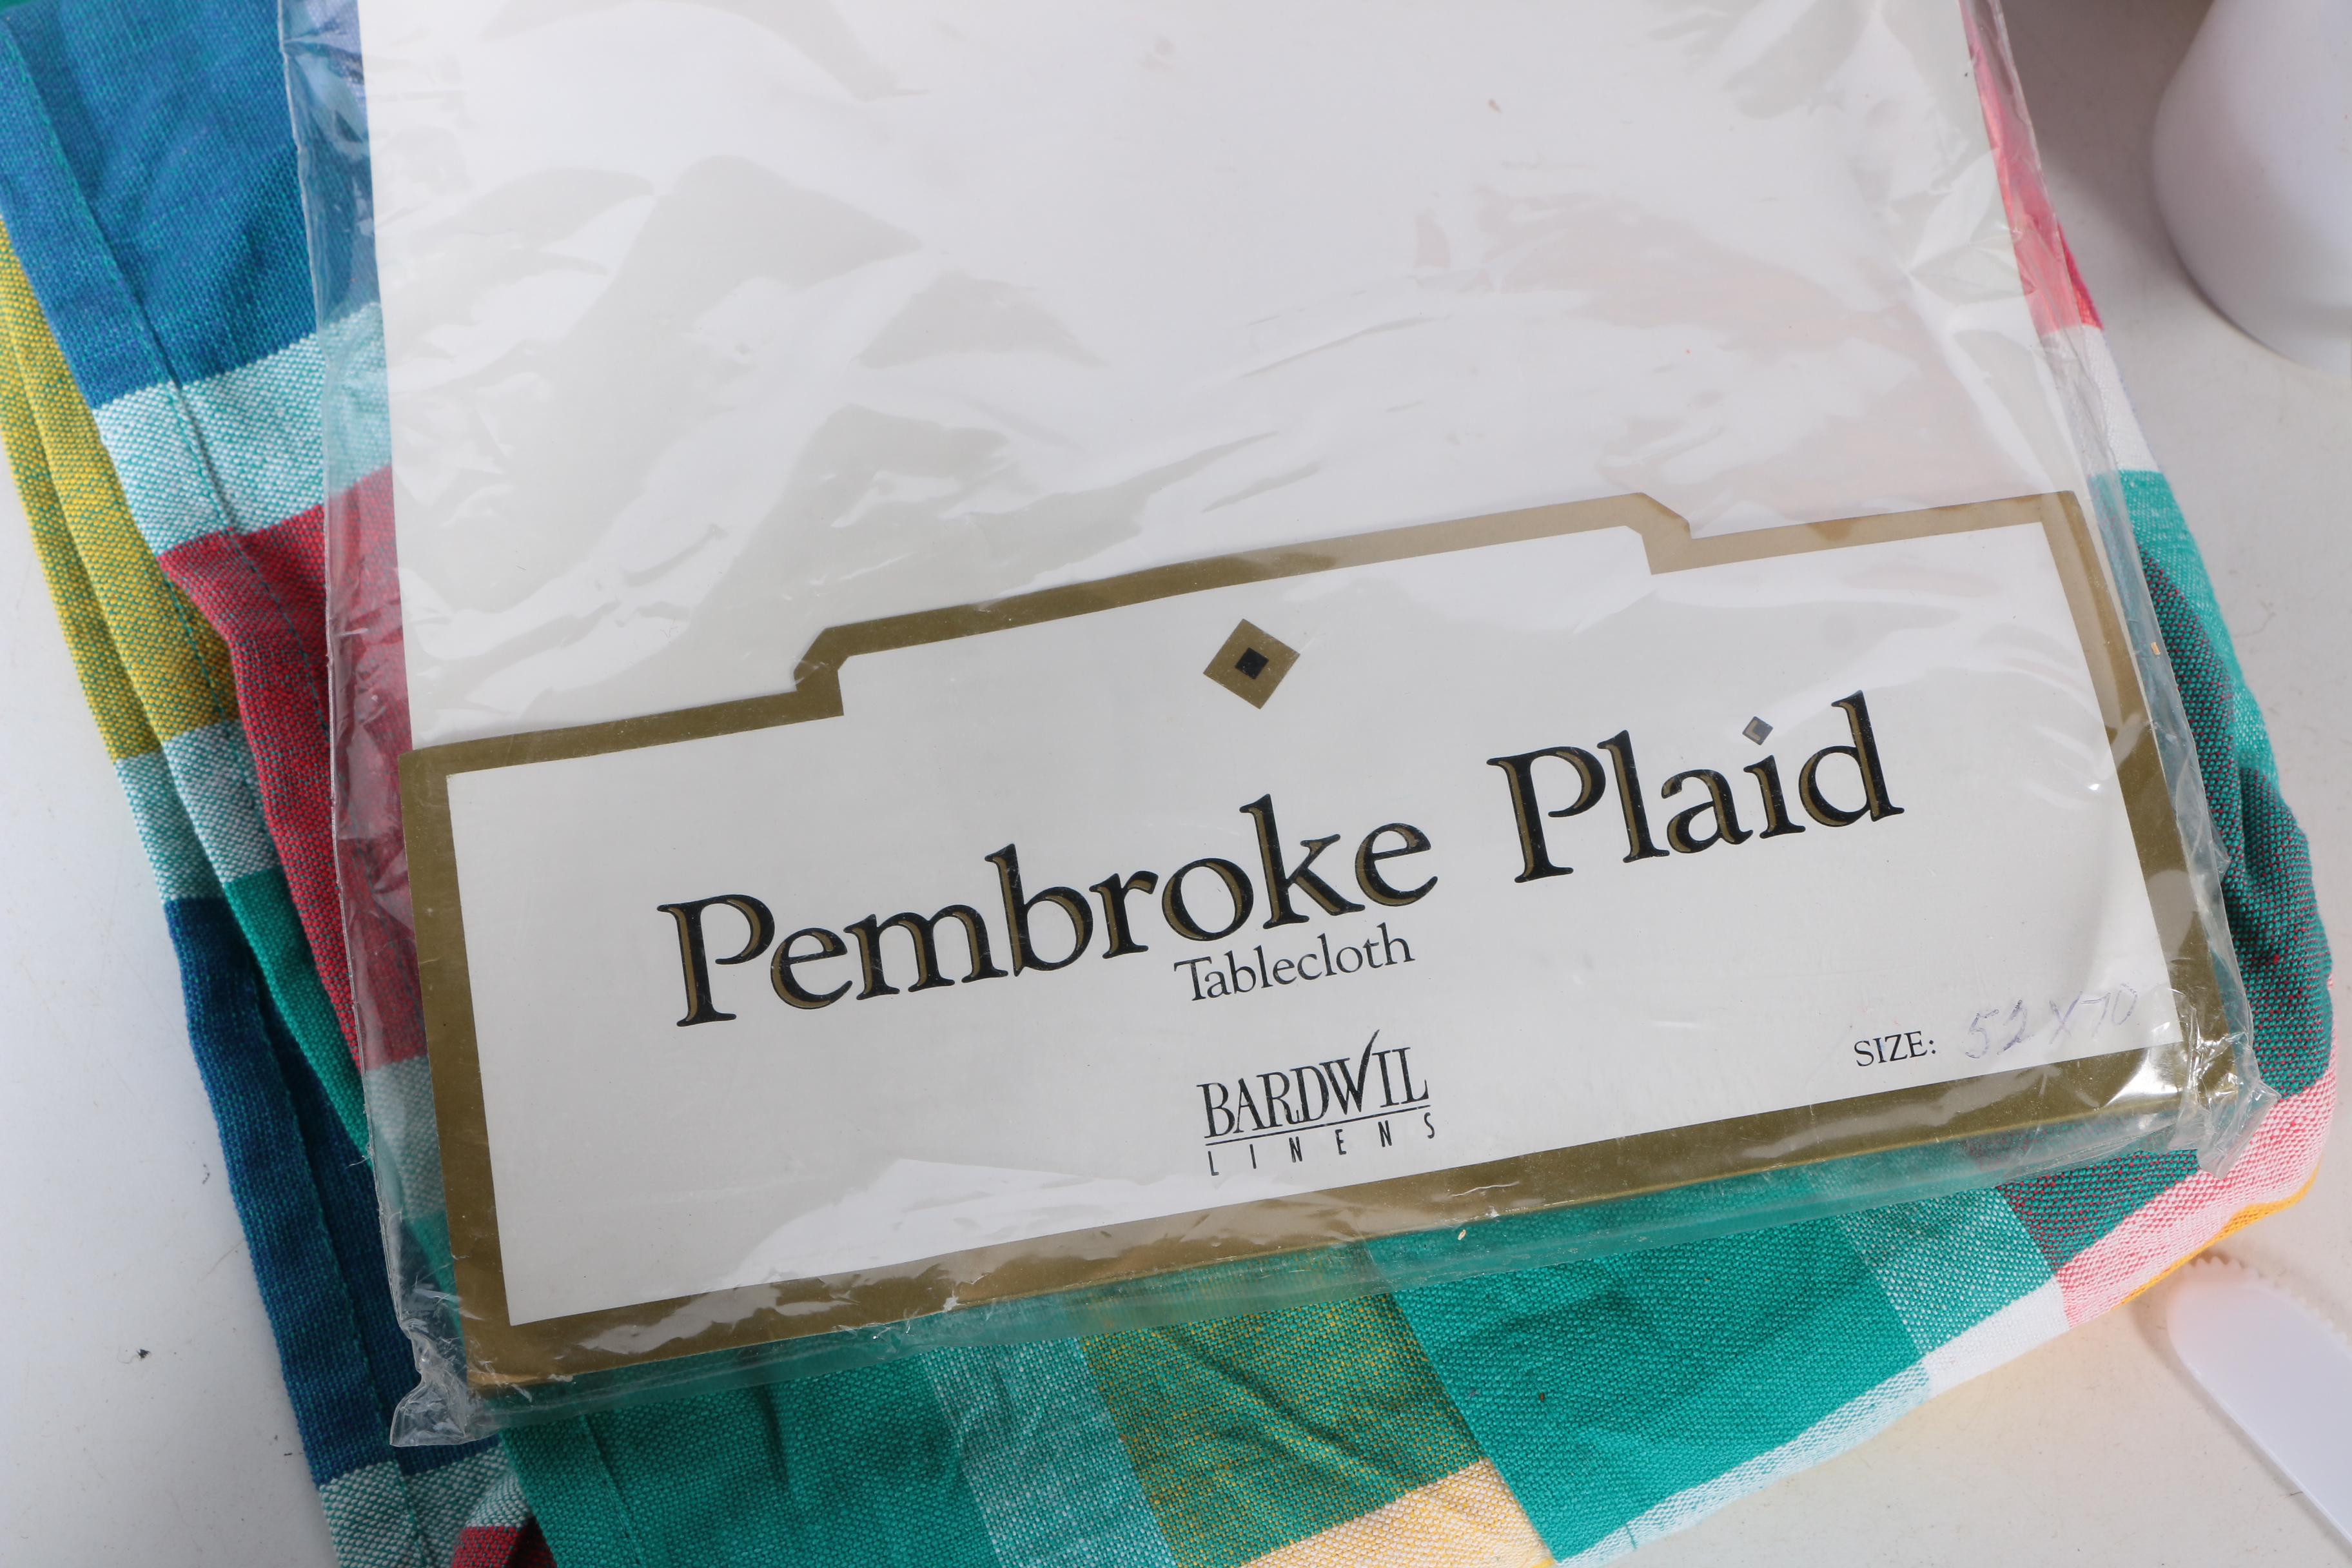 Pembroke Plaid
Tablecloth
BARDWIL
LINENS
SIZE: 52 x 70